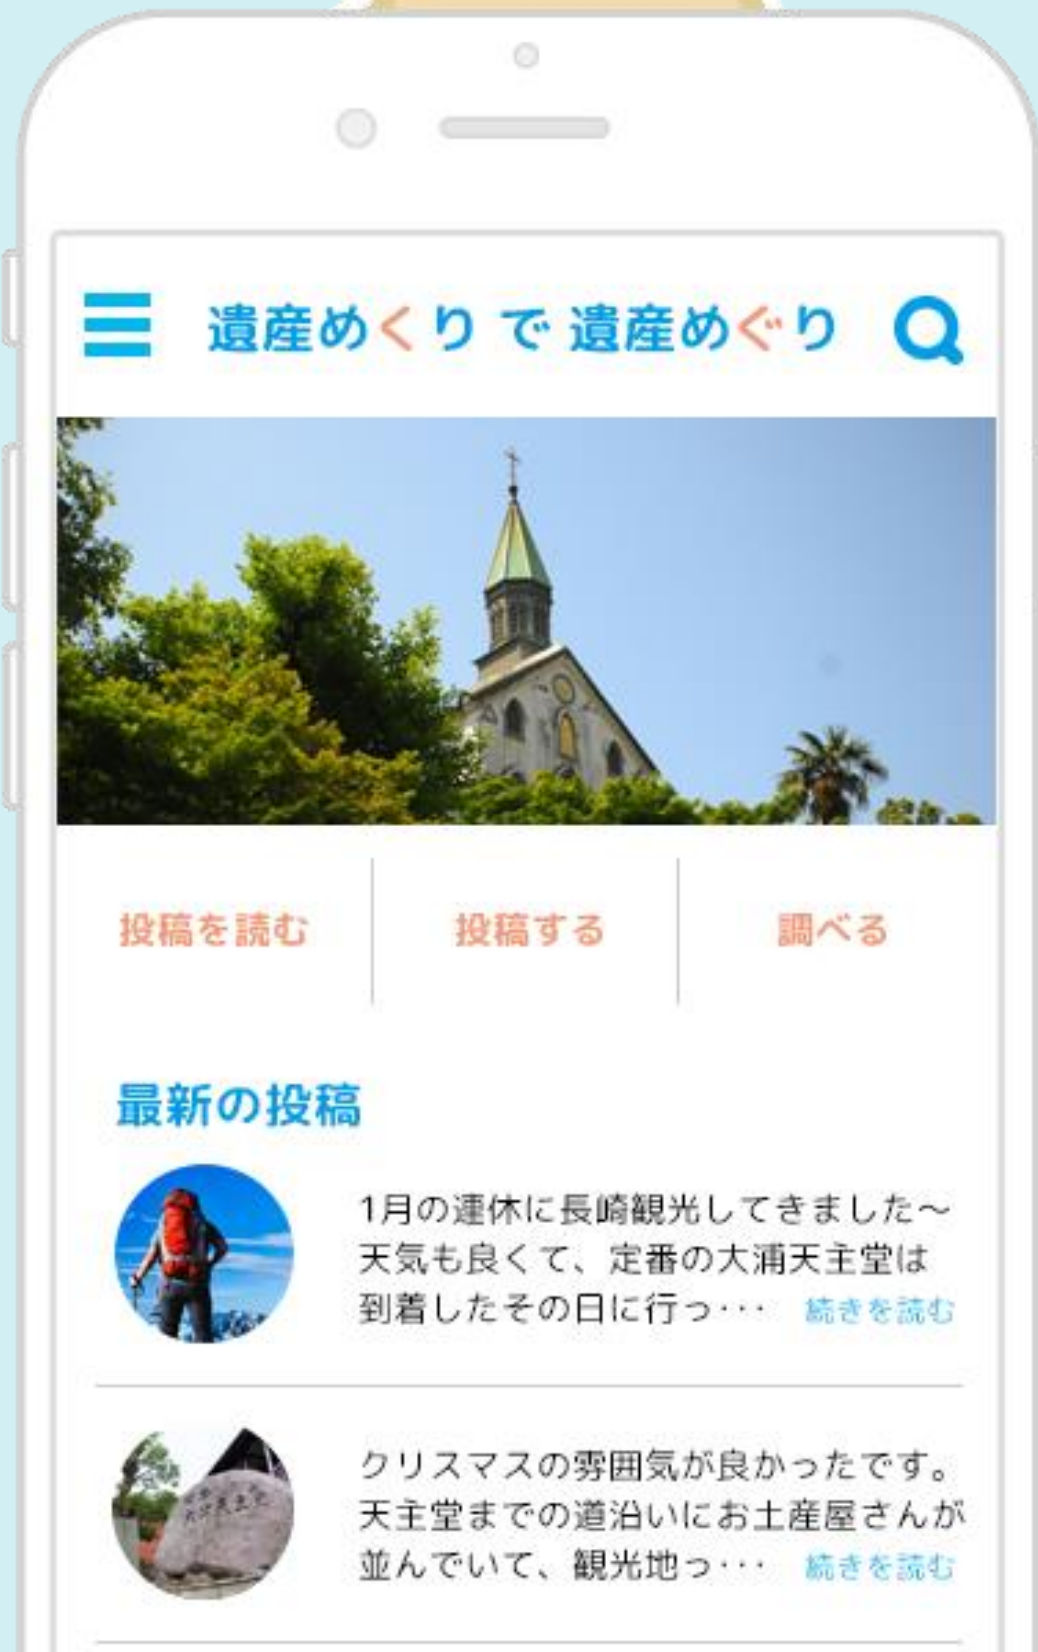 遺産めくり で 遺産めぐり
投稿を読む
投稿する
調べる
最新の投稿
1月の連休に長崎観光してきました～
天気も良くて、定番の大浦天主堂は
到着したその日に行っ･･･ 続きを読む
クリスマスの雰囲気が良かったです。
天主堂までの道沿いにお土産屋さんが
並んでいて、観光地っ･･･ 続きを読む